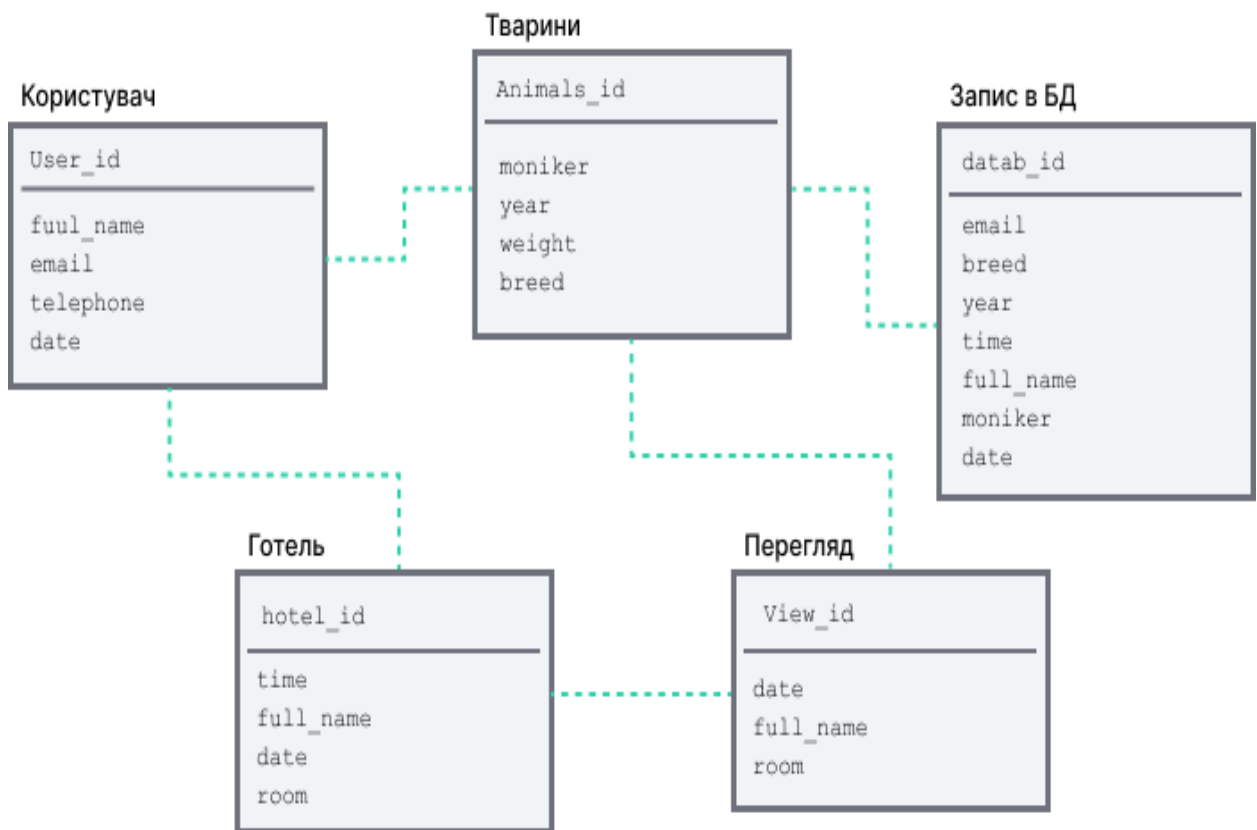 Тварини
Animals_id
moniker
year
weight
breed
Користувач
User_id
fuul_name
email
telephone
date
Запис в БД
datab_id
email
breed
year
time
full_name
moniker
date
Готель
hotel_id
time
full_name
date
room
Перегляд
View_id
date
full_name
room